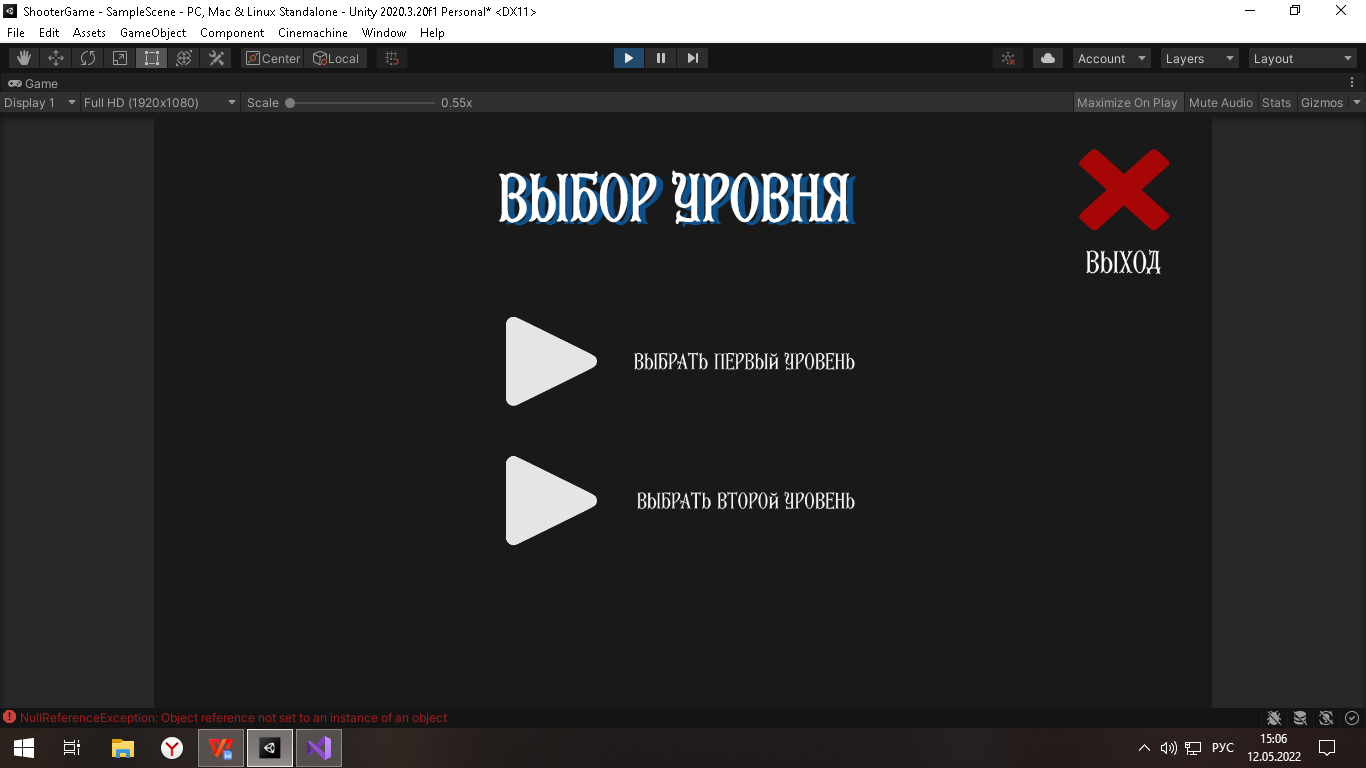 ShooterGame - SampleScene - PC, Mac & Linux Standalone - Unity 2020.3.20f1 Personal* <DX11>
File Edit Assets GameObject Component Cinemachine Window Help
Center Local Account Layers Layout
Game
Display 1 Full HD (1920x1080) Scale 0.55x Maximize On Play Mute Audio Stats Gizmos
ВЫБОР УРОВНЯ
ВЫХОД
ВЫБРАТЬ ПЕРВЫЙ УРОВЕНЬ
ВЫБРАТЬ ВТОРОЙ УРОВЕНЬ
NullReferenceException: Object reference not set to an instance of an object
РУС
15:06
12.05.2022